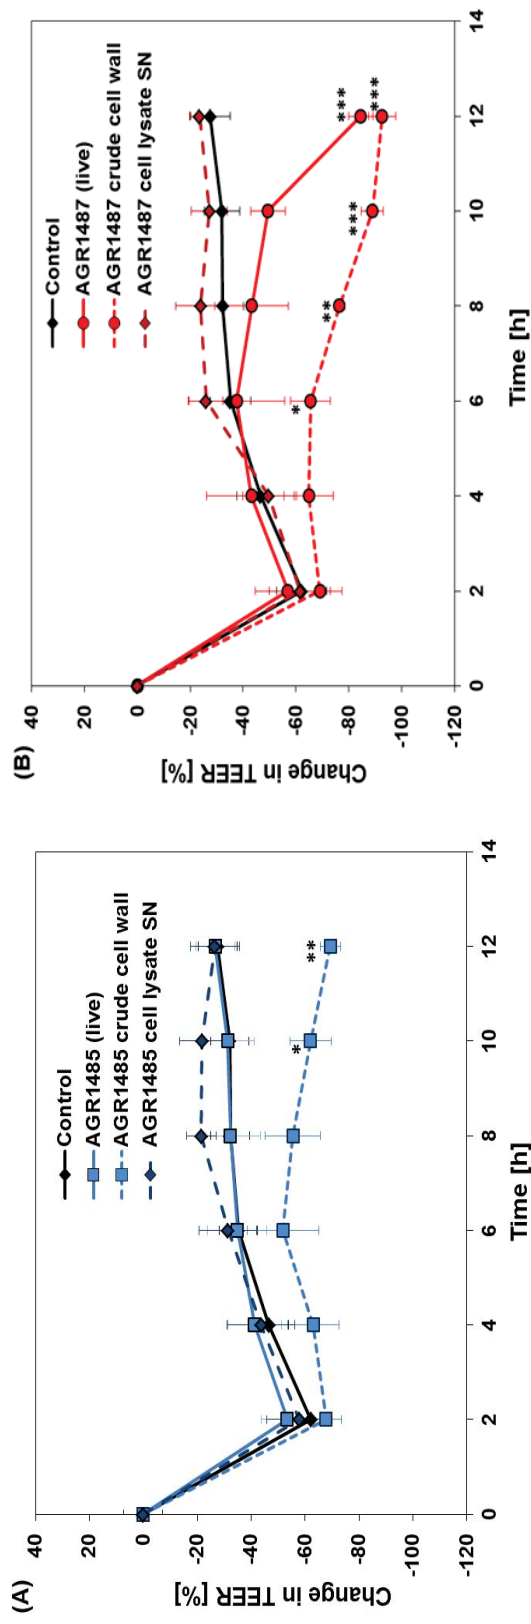 (A)
40
20
0
-20
-40
-60
-80
-100
-120
Change in TEER [%]
Control
AGR1485 (live)
AGR1485 crude cell wall
AGR1485 cell lysate SN
*
**
0
2
4
6
8
10
12
14
Time [h]
(B)
40
20
0
-20
-40
-60
-80
-100
-120
Change in TEER [%]
Control
AGR1487 (live)
AGR1487 crude cell wall
AGR1487 cell lysate SN
*
**
***
***
***
0
2
4
6
8
10
12
14
Time [h]